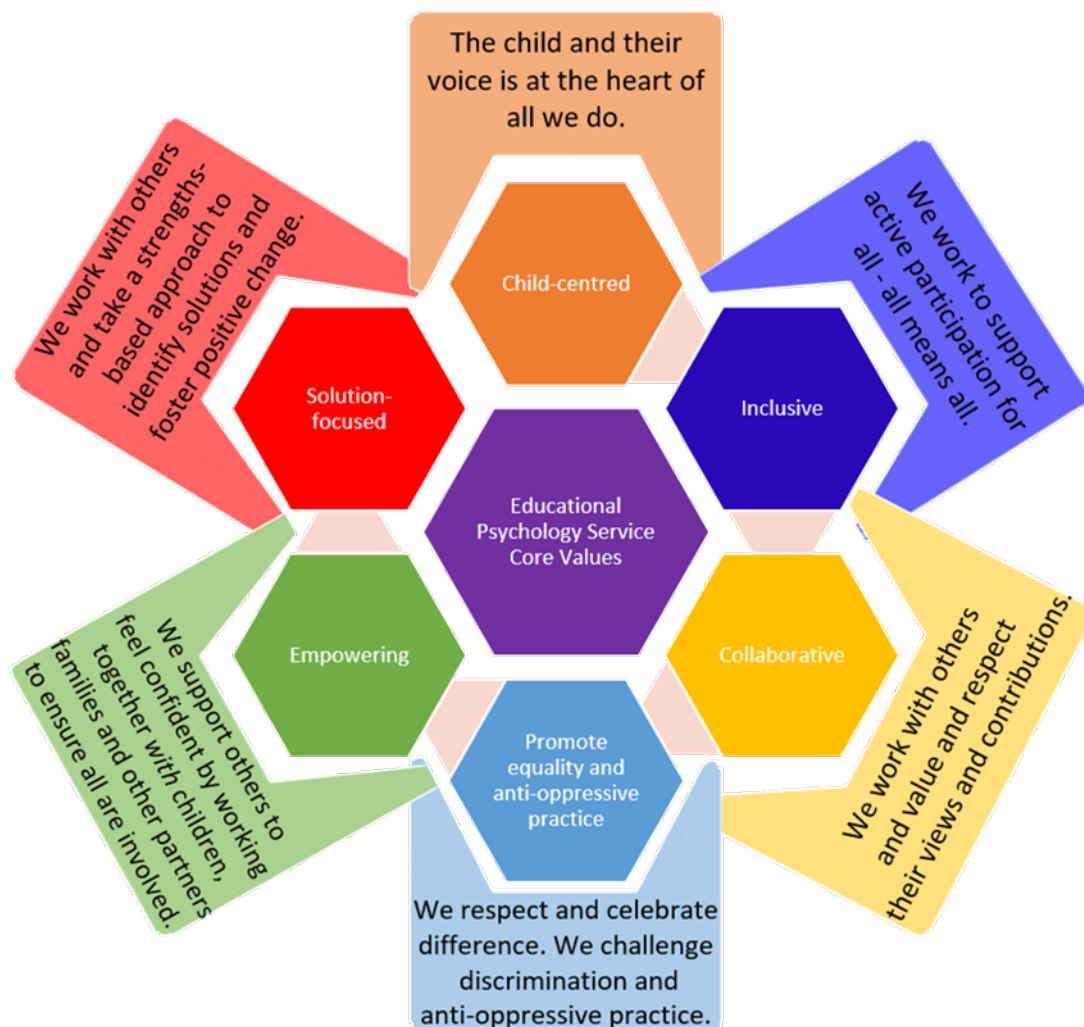 The child and their
voice is at the heart of
all we do.
Child-centred
We work to support
active participation for
all - all means all.
Inclusive
We work with others
and value and respect
their views and contributions.
Collaborative
Promote
equality and
anti-oppressive
practice
We respect and celebrate
difference. We challenge
discrimination and
anti-oppressive practice.
Empowering
We support others to
feel confident by working
together with children,
families and other partners
to ensure all are involved.
Solution-
focused
We work with others
and take a strengths-
based approach to
identify solutions and
foster positive change.
Educational
Psychology Service
Core Values